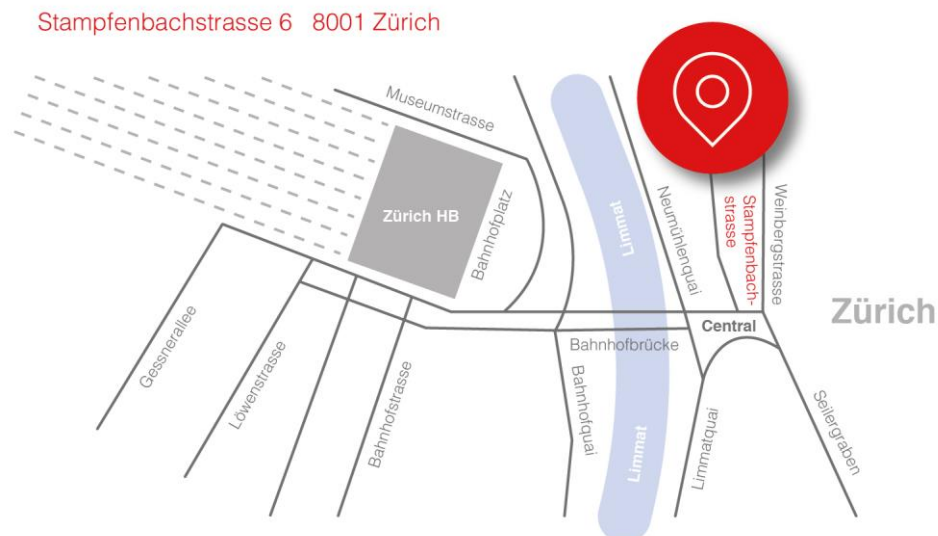 Stampfenbachstrasse 6   8001 Zürich
Museumstrasse
Zürich HB
Bahnhofplatz
Limmat
Neumühlenquai
Stampfenbach-
strasse
Weinbergstrasse
Zürich
Central
Bahnhofbrücke
Gessnerallee
Löwenstrasse
Bahnhofstrasse
Bahnhofquai
Limmat
Limmatquai
Seilergraben